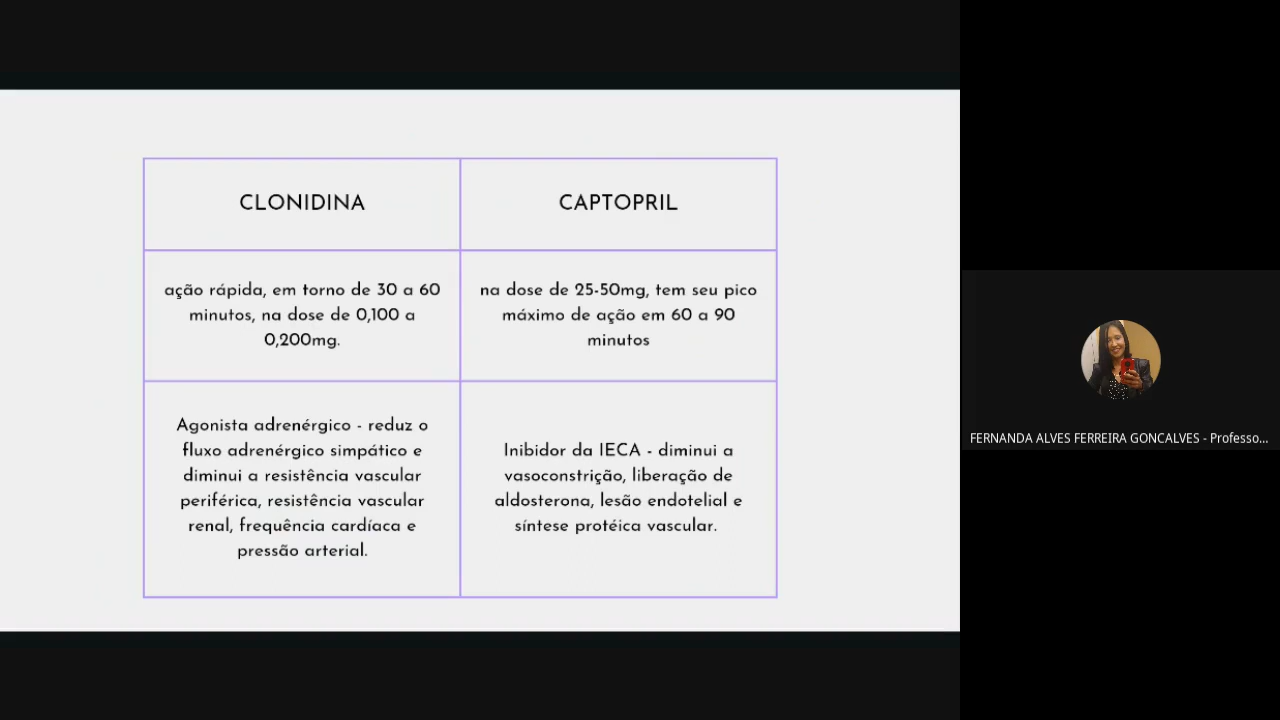 CLONIDINA
CAPTOPRIL
ação rápida, em torno de 30 a 60
minutos, na dose de 0,100 a
0,200mg.
na dose de 25-50mg, tem seu pico
máximo de ação em 60 a 90
minutos
Agonista adrenérgico - reduz o
fluxo adrenérgico simpático e
diminui a resistência vascular
periférica, resistência vascular
renal, frequência cardíaca e
pressão arterial.
Inibidor da IECA - diminui a
vasoconstrição, liberação de
aldosterona, lesão endotelial e
síntese protéica vascular.
FERNANDA ALVES FERREIRA GONCALVES - Professo...